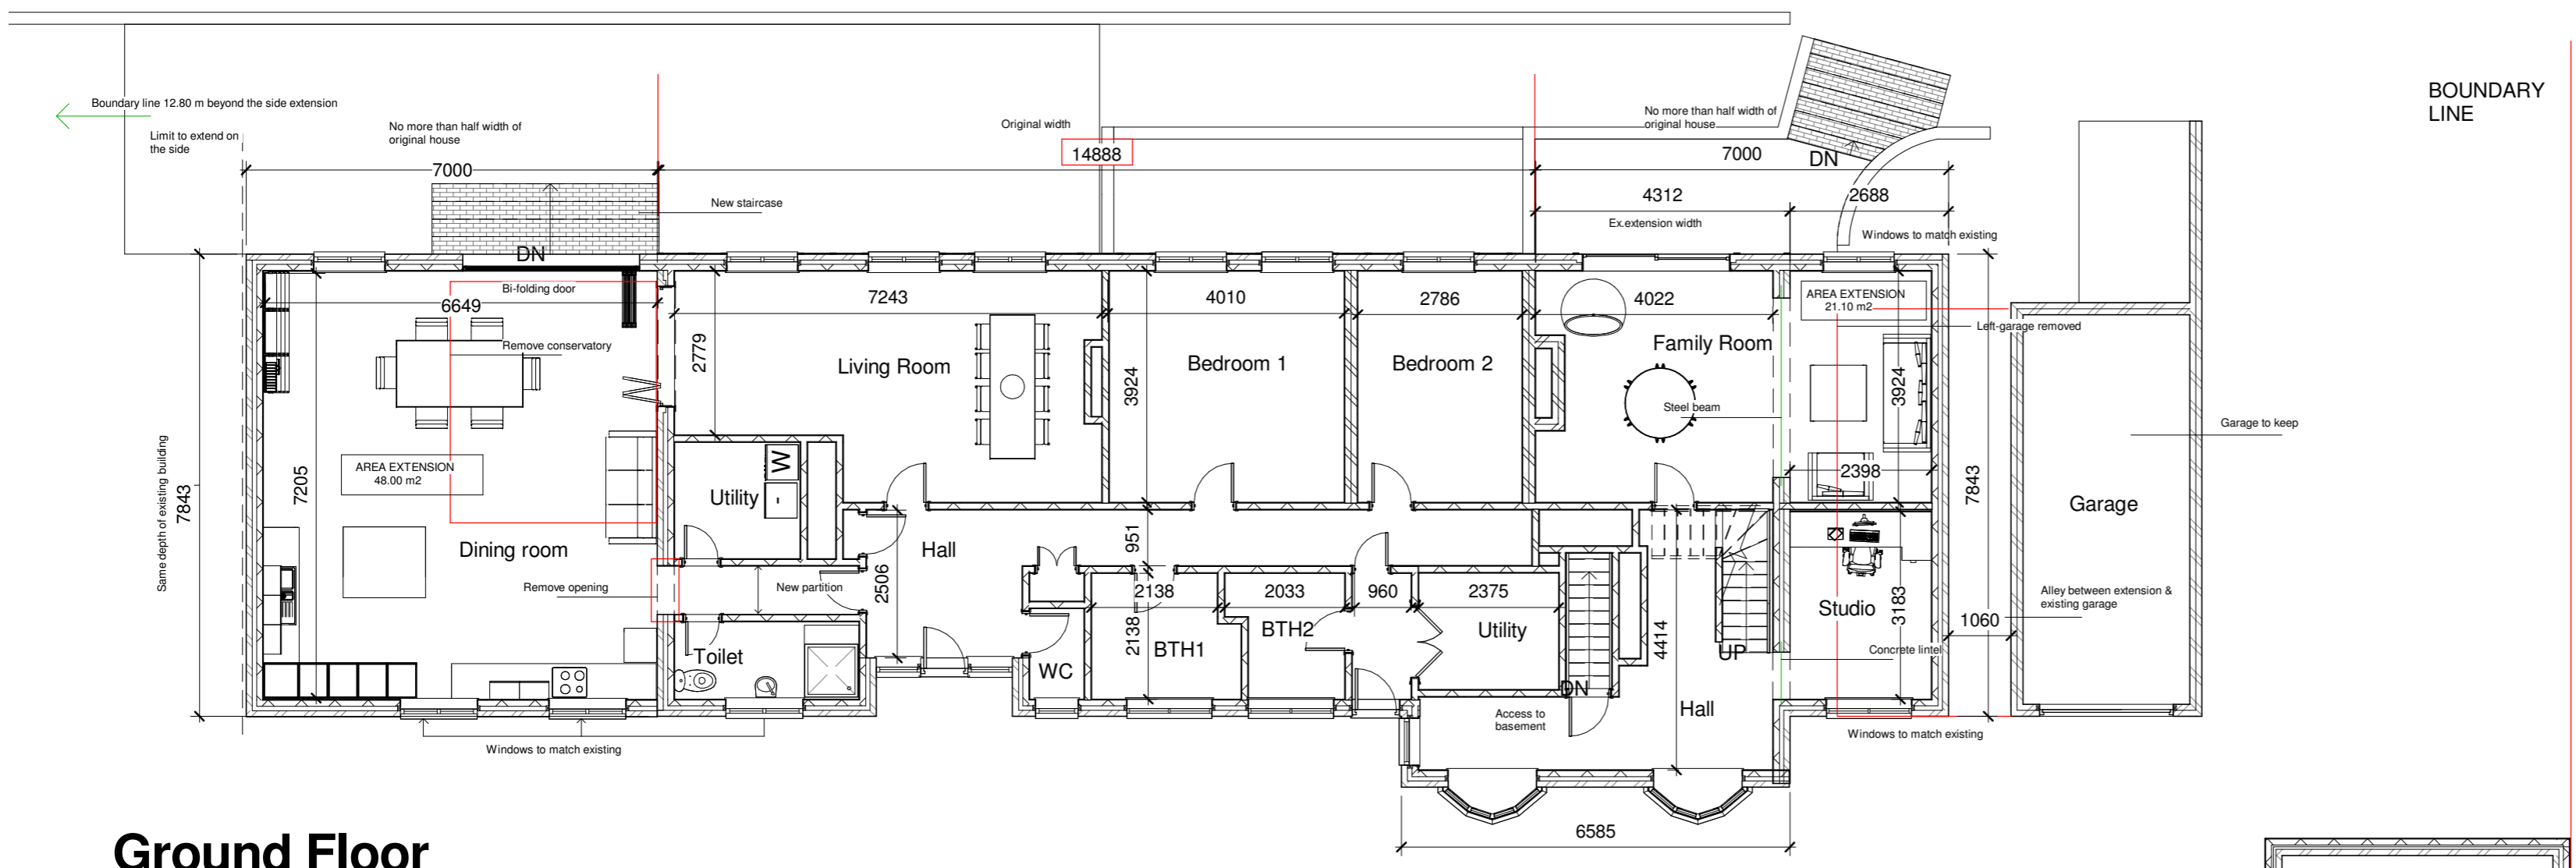 BOUNDARY
LINE
Boundary line 12.80 m beyond the side extension
Limit to extend on
the side
No more than half width of
original house
Original width
No more than half width of
original house
14888
7000
7000
DN
4312
2688
New staircase
Ex.extension width
Windows to match existing
DN
Bi-folding door
6649
7243
4010
2786
4022
AREA EXTENSION
21.10 m2
Left-garage removed
Remove conservatory
2779
Living Room
3924
Bedroom 1
Bedroom 2
Family Room
3924
Steel beam
Garage to keep
AREA EXTENSION
48.00 m2
7205
W
Utility
2398
7843
Garage
Same depth of existing building
7843
Dining room
Hall
951
Remove opening
New partition
2506
2138
2033
960
2375
Studio
3183
Alley between extension &
existing garage
1060
Toilet
WC
2138
BTH1
BTH2
Utility
4414
UP
Concrete lintel
DN
Access to
basement
Hall
Windows to match existing
Windows to match existing
6585
Ground Floor